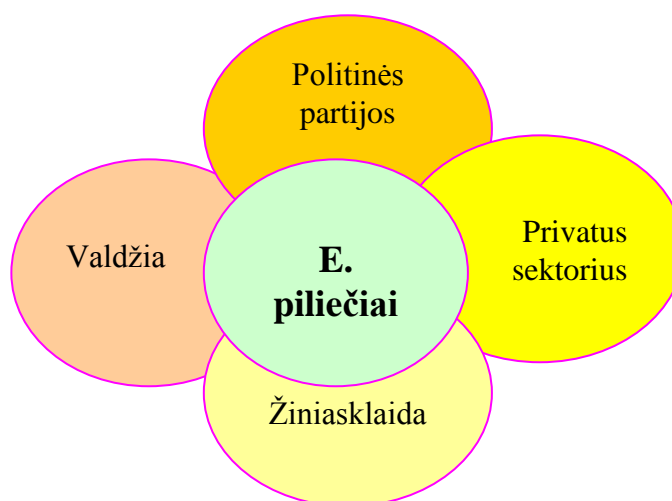 Politinės
partijos
Valdžia
E.
piliečiai
Privatus
sektorius
Žiniasklaida